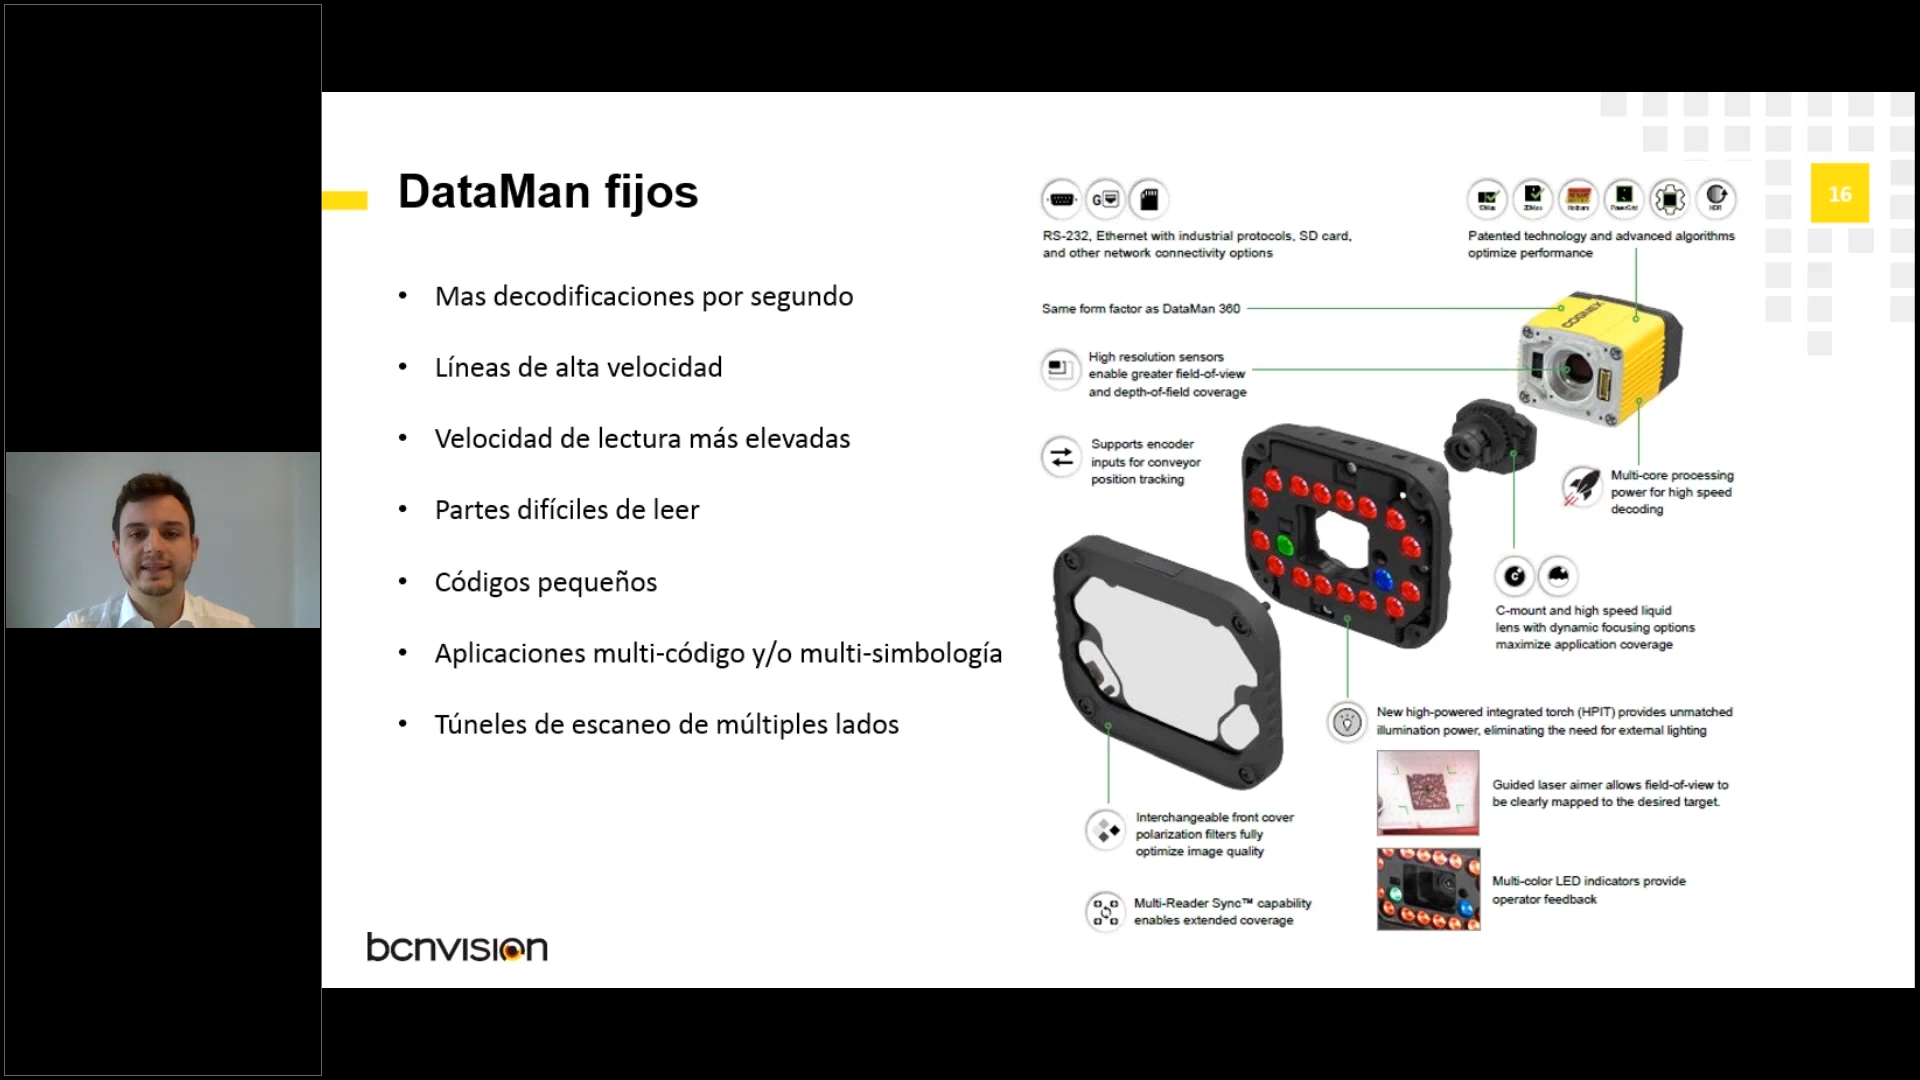 DataMan fijos
16
• Mas decodificaciones por segundo
• Líneas de alta velocidad
• Velocidad de lectura más elevadas
• Partes difíciles de leer
• Códigos pequeños
• Aplicaciones multi-código y/o multi-simbología
• Túneles de escaneo de múltiples lados
bcnvision
G
RS-232, Ethernet with industrial protocols, SD card,
and other network connectivity options
HDR
Patented technology and advanced algorithms
optimize performance
Same form factor as DataMan 360
COGNEX
High resolution sensors
enable greater field-of-view
and depth-of-field coverage
Supports encoder
inputs for conveyor
position tracking
Multi-core processing
power for high speed
decoding
C-mount and high speed liquid
lens with dynamic focusing options
maximize application coverage
New high-powered integrated torch (HPIT) provides unmatched
illumination power, eliminating the need for external lighting
Guided laser aimer allows field-of-view to
be clearly mapped to the desired target.
Interchangeable front cover
polarization filters fully
optimize image quality
Multi-color LED indicators provide
operator feedback
Multi-Reader Sync™ capability
enables extended coverage